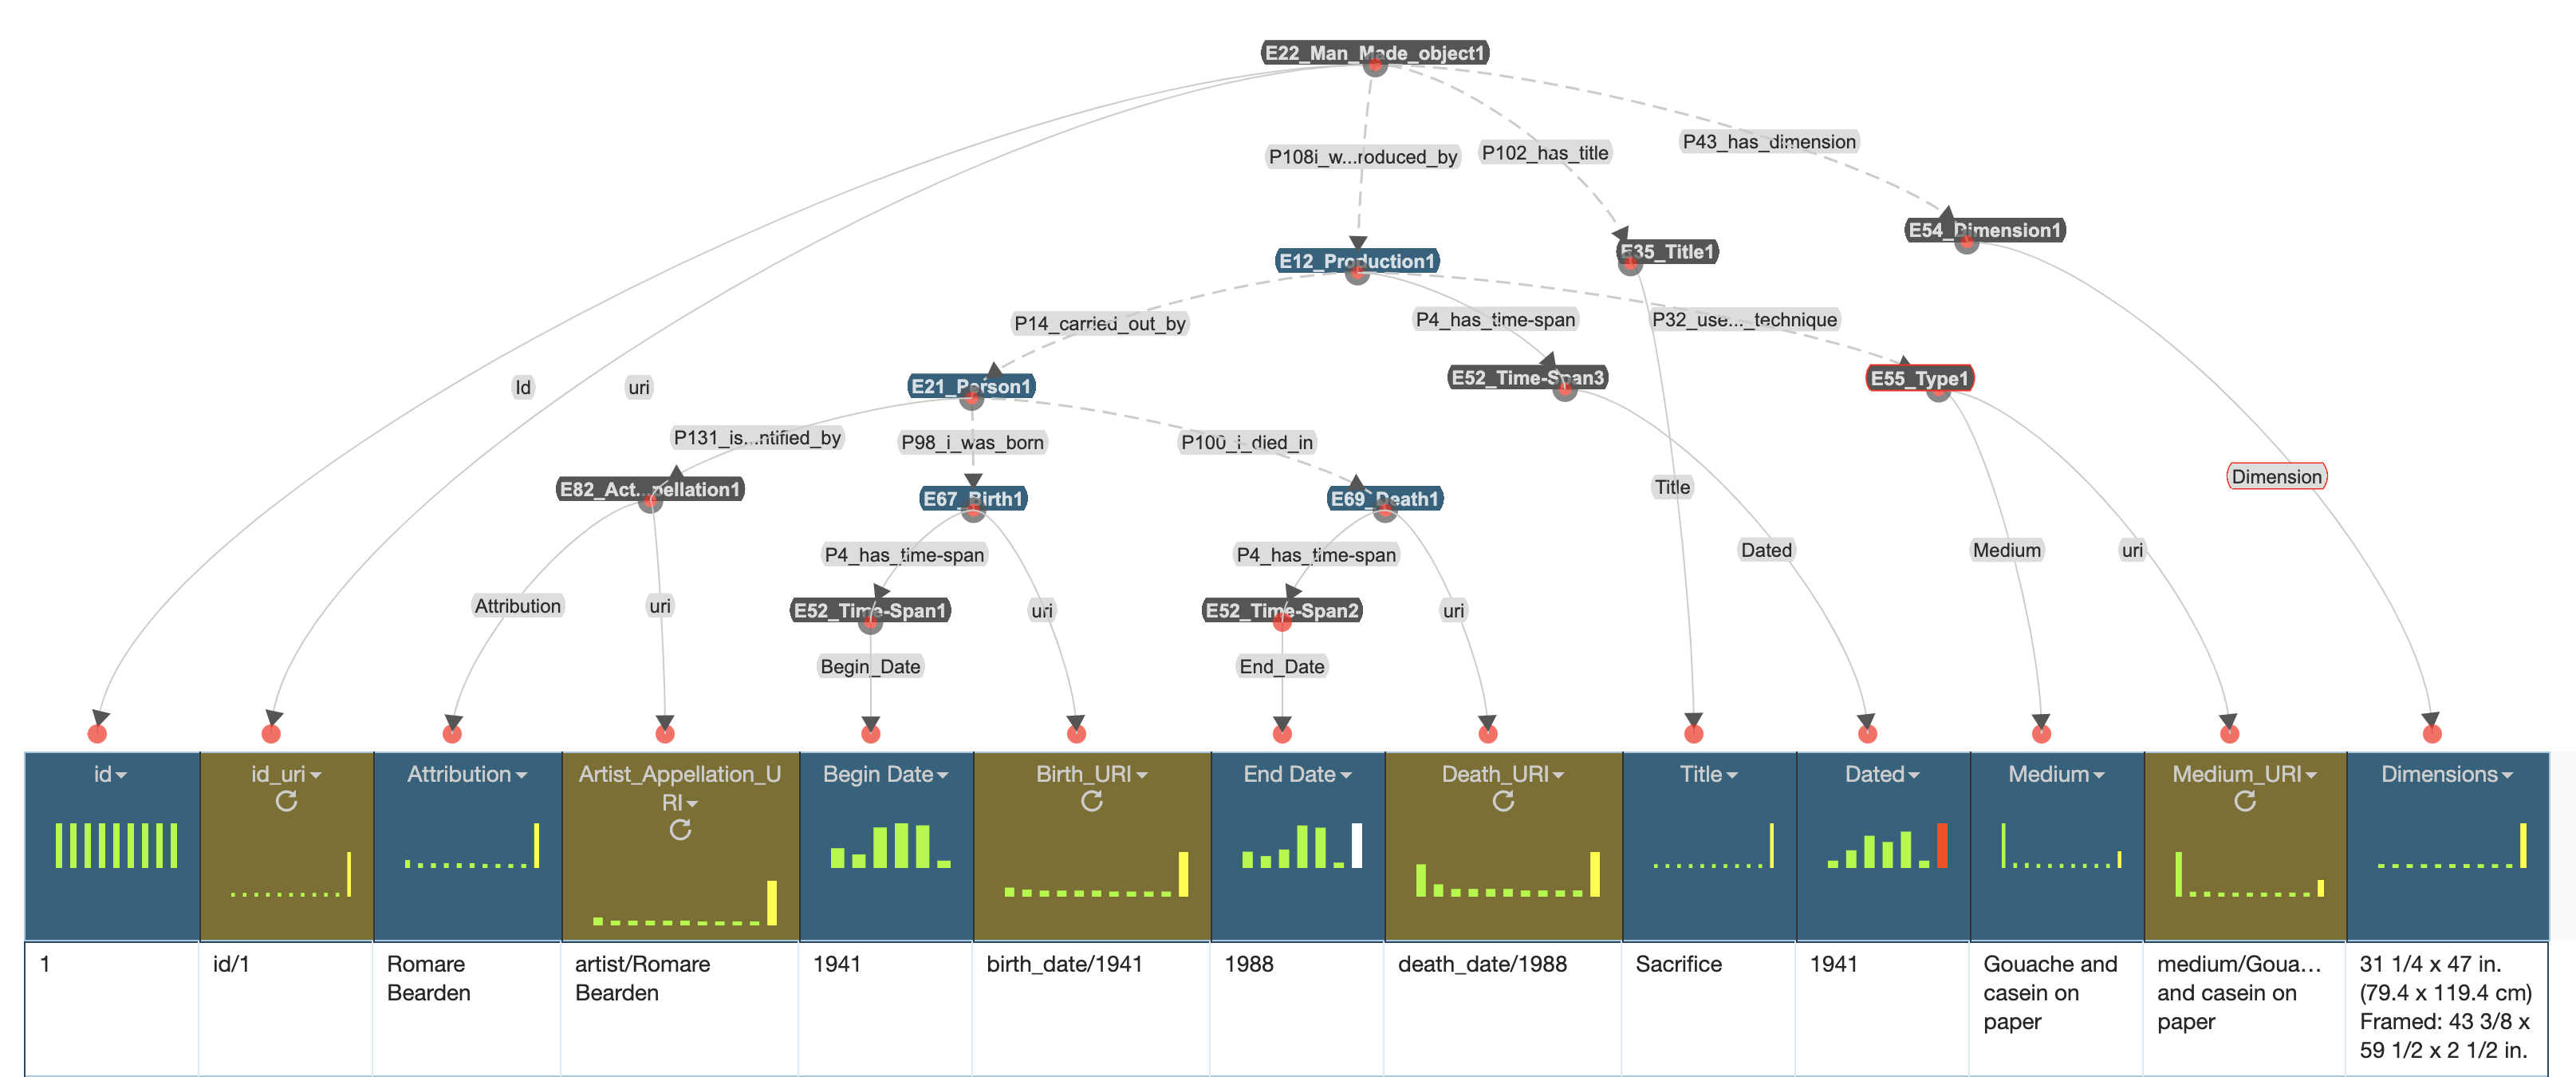 E22_Man_Made_object1
P108i_w...roduced_by
P102_has_title
P43_has_dimension
E12_Production1
E35_Title1
E54_Dimension1
P14_carried_out_by
P4_has_time-span
P32_use..._technique
Id
uri
E21_Person1
E52_Time-Span3
E55_Type1
P131_is...ntified_by
P98_i_was_born
P100_i_died_in
E82_Act...pellation1
E67_Birth1
E69_Death1
Title
Dimension
P4_has_time-span
P4_has_time-span
Dated
Medium
uri
Attribution
uri
E52_Time-Span1
uri
E52_Time-Span2
uri
Begin_Date
End_Date
id
id_uri
Attribution
Artist_Appellation_U
RI
Begin Date
Birth_URI
End Date
Death_URI
Title
Dated
Medium
Medium_URI
Dimensions
1
id/1
Romare
Bearden
artist/Romare
Bearden
1941
birth_date/1941
1988
death_date/1988
Sacrifice
1941
Gouache and
casein on
paper
medium/Goua...
and casein on
paper
31 1/4 x 47 in.
(79.4 x 119.4 cm)
Framed: 43 3/8 x
59 1/2 x 2 1/2 in.